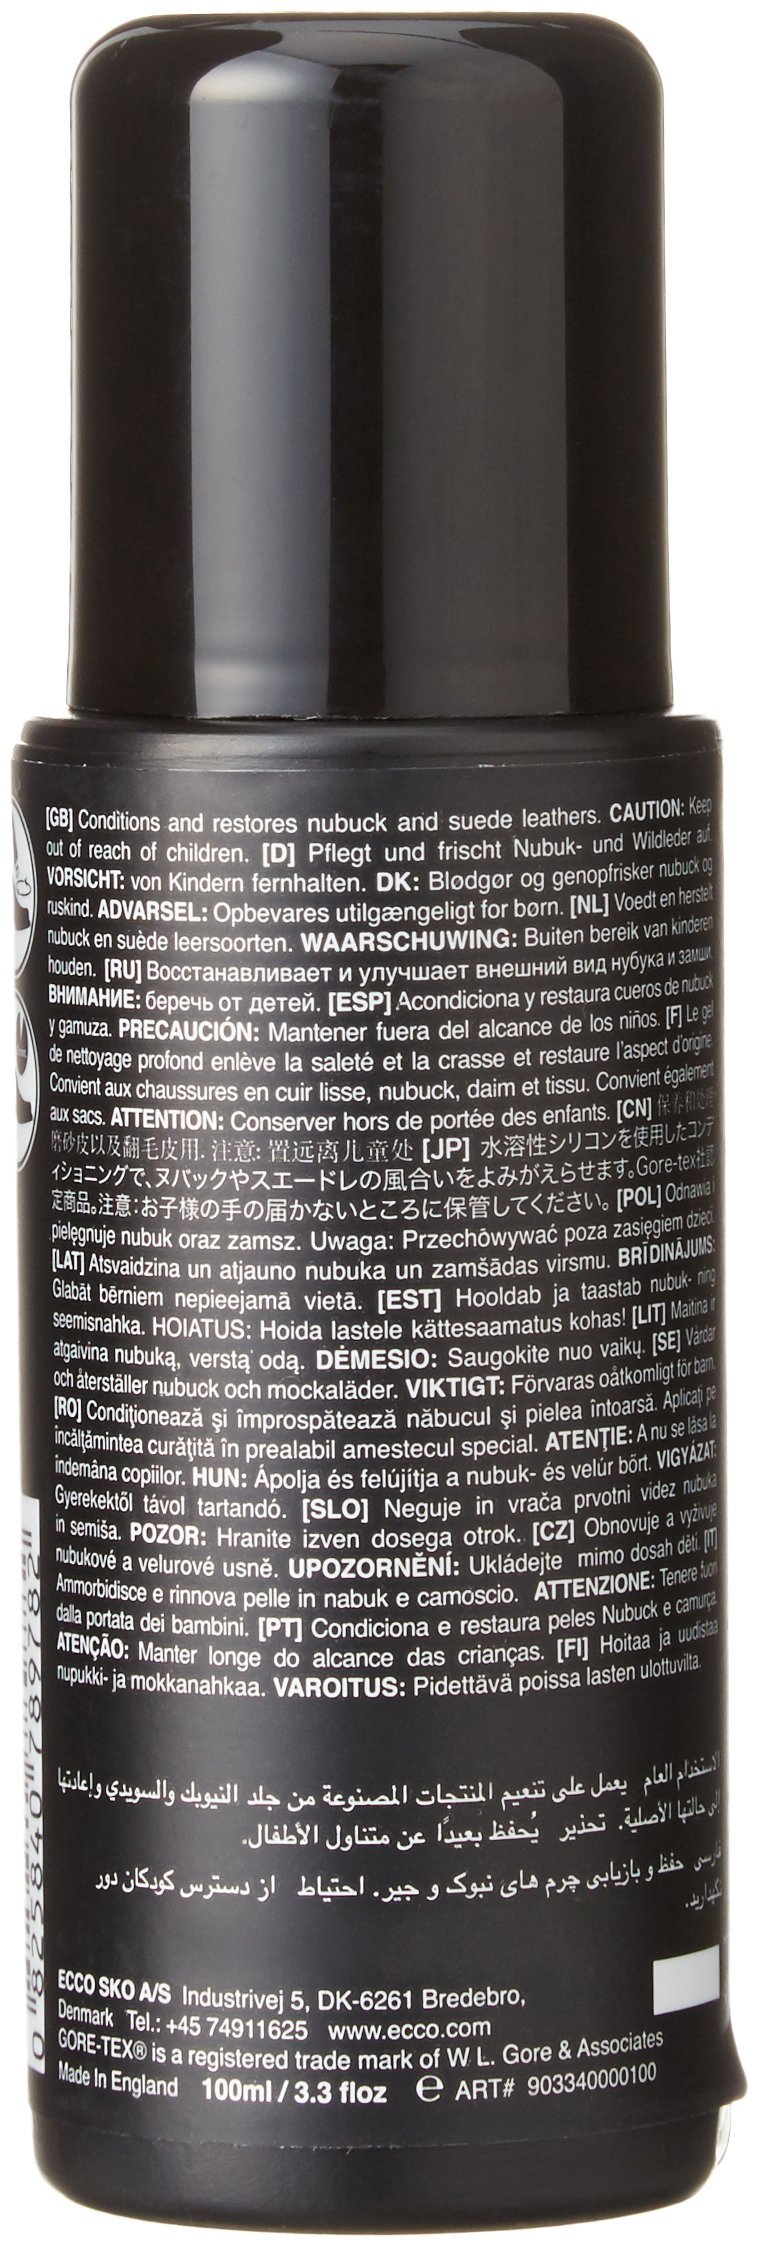 [GB] Conditions and restores nubuck and suede leathers. CAUTION: Keep
out of reach of children. [D] Pflegt und frischt Nubuk- und Wildleder auf.
VORSICHT: von Kindern fernhalten. DK: Blødgør og genopfrisker nubuck og
ruskind. ADVARSEL: Opbevares utilgængeligt for børn. [NL] Voedt en herstelt
nubuck en suède leersoorten. WAARSCHUWING: Buiten bereik van kinderen
houden. [RU] Восстанавливает и улучшает внешний вид нубука и замши.
ВНИМАНИЕ: беречь от детей. [ESP] Acondiciona y restaura cueros de nubuck
y gamuza. PRECAUCIÓN: Mantener fuera del alcance de los niños. [F] Le gel
de nettoyage profond enlève la saleté et la crasse et restaure l'aspect d'origine.
Convient aux chaussures en cuir lisse, nubuck, daim et tissu. Convient également
aux sacs. ATTENTION: Conserver hors de portée des enfants. [CN] 保养和处理
磨砂皮以及翻毛皮用. 注意: 置远离儿童处 [JP] 水溶性シリコンを使用したコンデ
ィショニングで、ヌバックやスエードレの風合いをよみがえらせます。Gore-tex社認
定商品。注意:お子様の手の届かないところに保管してください。 [POL] Odnawia i
pielęgnuje nubuk oraz zamsz. Uwaga: Przechōwywać poza zasięgiem dzieci.
[LAT] Atsvaidzina un atjauno nubuka un zamšādas virsmu. BRĪDINĀJUMS:
Glabāt bērniem nepieejamā vietā. [EST] Hooldab ja taastab nubuk- ning
seemisnahka. HOIATUS: Hoida lastele kättesaamatus kohas! [LIT] Maitina ir
atgaivina nubuką, verstą odą. DĖMESIO: Saugokite nuo vaikų. [SE] Vårdar
och återställer nubuck och mockaläder. VIKTIGT: Förvaras oåtkomligt för barn.
[RO] Condiţionează şi împrospătează năbucul şi pielea întoarsă. Aplicaţi pe
încălţămintea curăţită în prealabil amestecul special. ATENŢIE: A nu se lăsa la
indemâna copiilor. HUN: Ápolja és felújítja a nubuk- és velúr bőrt. VIGYÁZAT:
Gyerekektől távol tartandó. [SLO] Neguje in vrača prvotni videz nubuka
in semiša. POZOR: Hranite izven dosega otrok. [CZ] Obnovuje a vyživuje
nubukové a velurové usně. UPOZORNĚNÍ: Ukládejte mimo dosah dětí. [IT]
Ammorbidisce e rinnova pelle in nabuk e camoscio. ATTENZIONE: Tenere fuori
dalla portata dei bambini. [PT] Condiciona e restaura peles Nubuck e camurça.
ATENÇÃO: Manter longe do alcance das crianças. [FI] Hoitaa ja uudistaa
nupukki- ja mokkanahkaa. VAROITUS: Pidettävä poissa lasten ulottuvilta.
الاستخدام العام يعمل على تنعيم المنتجات المصنوعة من جلد النيوبك والسويدي وإعادتها
إلى حالتها الأصلية. تحذير يُحفظ بعيدًا عن متناول الأطفال.
فارسی حفظ و بازیابی چرم های نبوک و جیر. احتیاط از دسترس کودکان دور
نگهدارید.
ECCO SKO A/S Industrivej 5, DK-6261 Bredebro,
Denmark Tel.: +45 74911625 www.ecco.com
GORE-TEX® is a registered trade mark of W L. Gore & Associates
Made In England 100ml / 3.3 floz ℮ ART# 903340000100
0 825840 789782